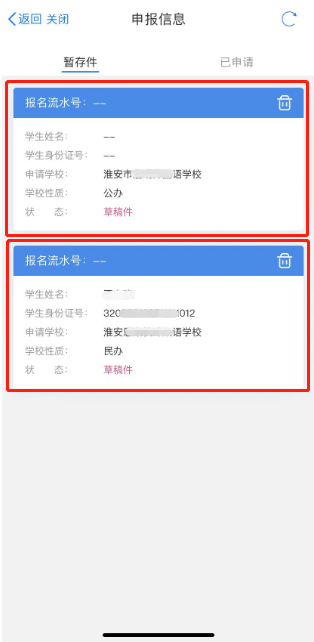 返回 关闭 申报信息
暂存件 已申请
报名流水号: --
学生姓名: --
学生身份证号: --
申请学校: 淮安市 语学校
学校性质: 公办
状 态: 草稿件
报名流水号: --
学生姓名:
学生身份证号: 320 1012
申请学校: 淮安 语学校
学校性质: 民办
状 态: 草稿件